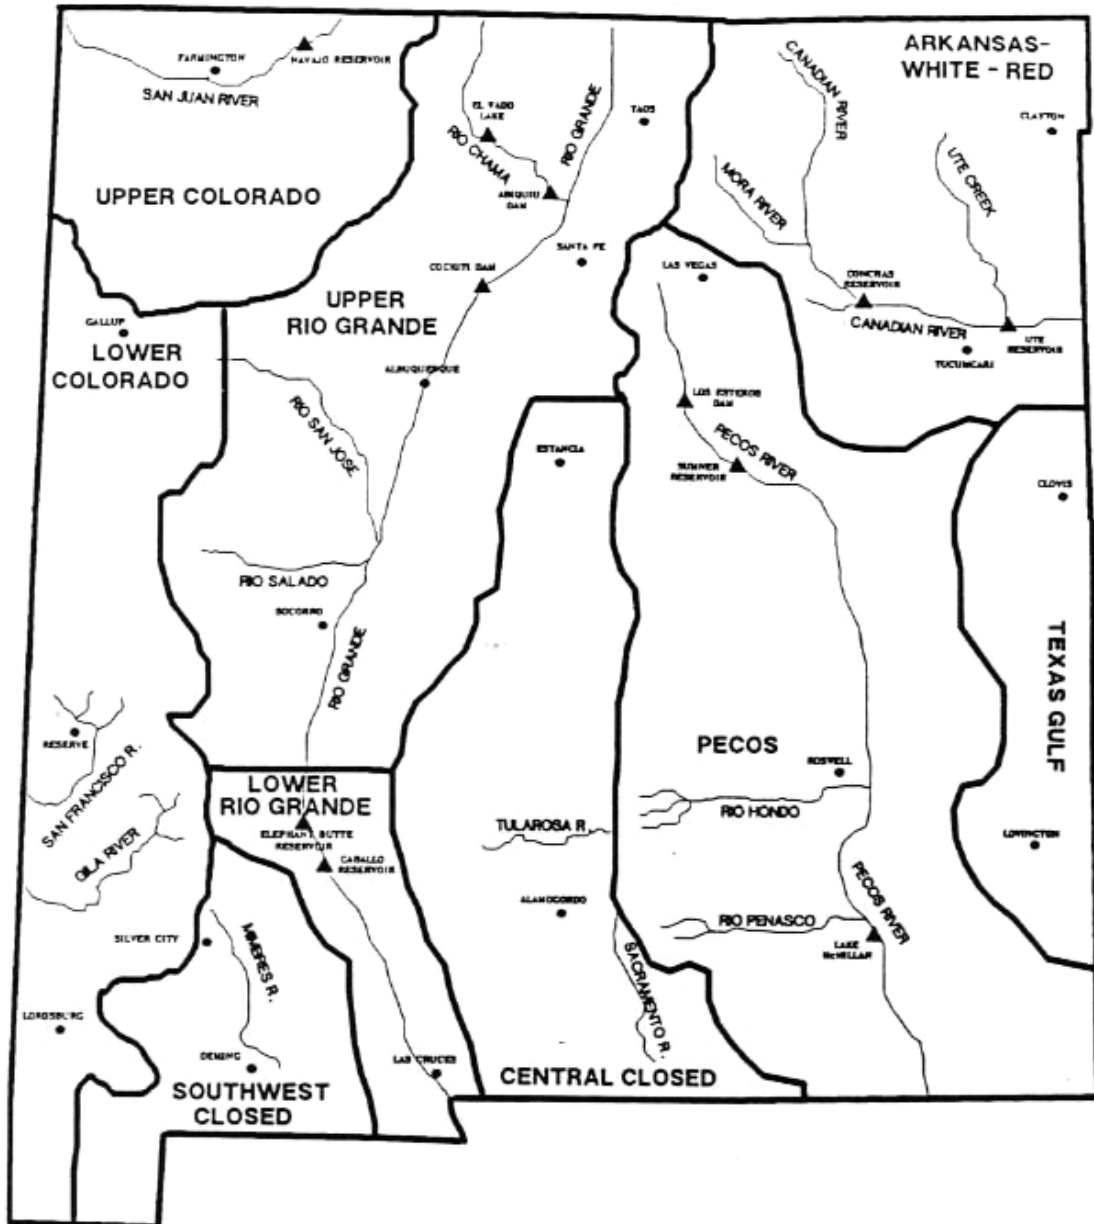 ARKANSAS-
WHITE - RED
FARMINGTON
NAVAJO RESERVOIR
SAN JUAN RIVER
UPPER COLORADO
EL VADO
LAKE
RIO CHAMA
RIO GRANDE
TAOS
ABIQUIU
DAM
CANADIAN RIVER
CLAYTON
MORA RIVER
UTE CREEK
COCHITI DAM
SANTA FE
LAS VEGAS
CONCHAS
RESERVOIR
CANADIAN RIVER
UTE
RESERVOIR
TUCUMCARI
UPPER
RIO GRANDE
GALLUP
LOWER
COLORADO
ALBUQUERQUE
RIO SAN JOSE
LOS ESTEROS
DAM
PECOS RIVER
SUMNER
RESERVOIR
ESTANCIA
CLOVIS
RIO SALADO
SOCORRO
RIO GRANDE
TEXAS GULF
RESERVE
SAN FRANCISCO R.
GILA RIVER
PECOS
ROSWELL
RIO HONDO
LOWER
RIO GRANDE
ELEPHANT BUTTE
RESERVOIR
CABALLO
RESERVOIR
TULAROSA R.
LOVINGTON
ALAMOGORDO
RIO PENASCO
PECOS RIVER
LAKE
McMILLAN
SILVER CITY
MIMBRES R.
SACRAMENTO R.
LORDSBURG
DEMING
LAS CRUCES
SOUTHWEST
CLOSED
CENTRAL CLOSED